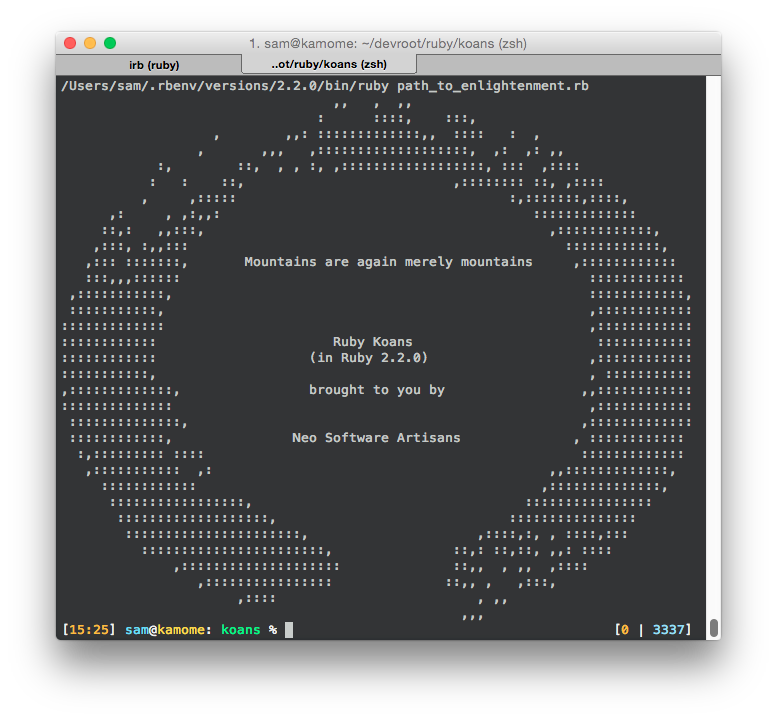 1. sam@kamome: ~/devroot/ruby/koans (zsh)
irb (ruby)
..ot/ruby/koans (zsh)
/Users/sam/.rbenv/versions/2.2.0/bin/ruby path_to_enlightenment.rb
Mountains are again merely mountains
Ruby Koans
(in Ruby 2.2.0)
brought to you by
Neo Software Artisans
[15:25] sam@kamome: koans % [0 | 3337]